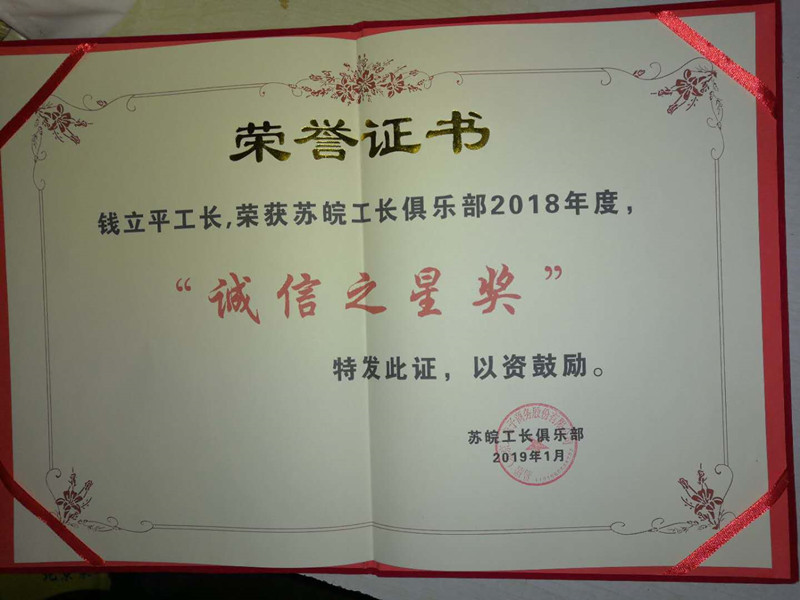 荣誉证书
钱立平工长,荣获苏皖工长俱乐部2018年度，
“诚信之星奖”
特发此证，以资鼓励。
苏皖工长俱乐部
2019年1月